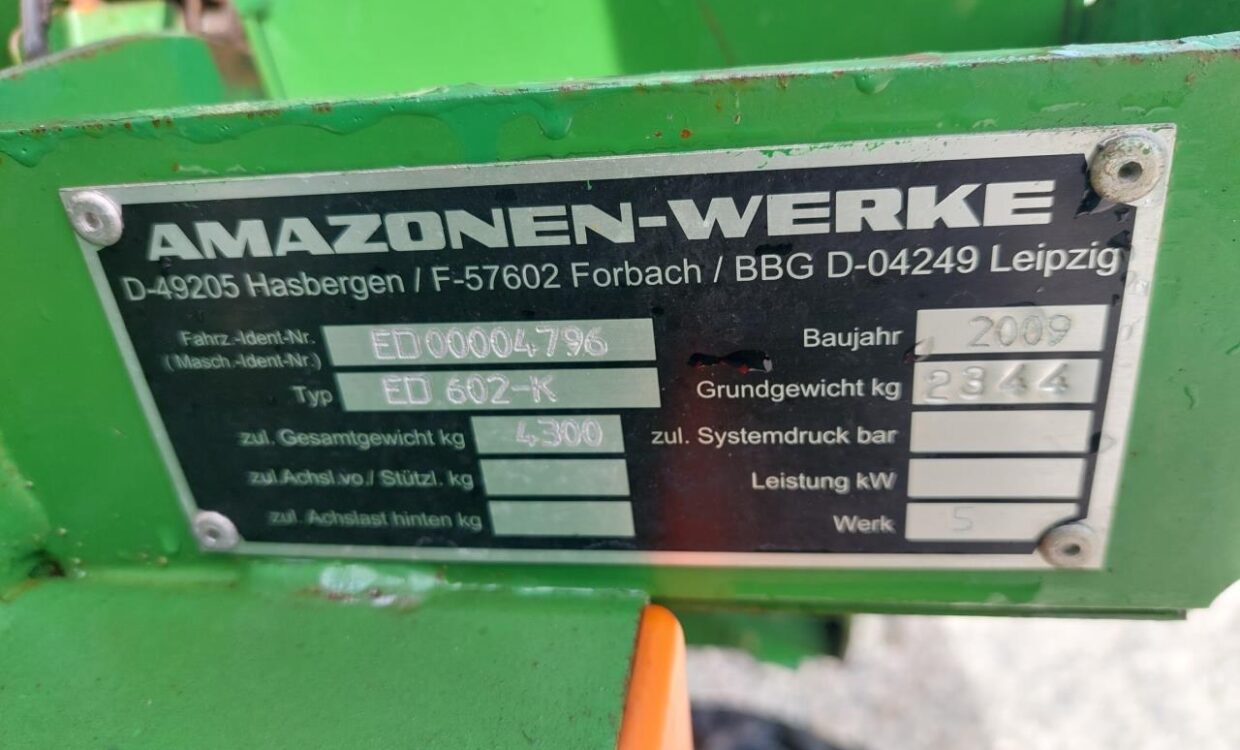 AMAZONEN-WERKE
D-49205 Hasbergen / F-57602 Forbach / BBG D-04249 Leipzig
Fahrz.-Ident-Nr. ED00004796 Baujahr 2009
(Masch.-Ident-Nr.)
Typ ED 602-K Grundgewicht kg 2344
zul. Gesamtgewicht kg 4300 zul. Systemdruck bar
zul.Achsl.vo./ Stützl. kg Leistung kW
zul. Achslast hinten kg Werk 5